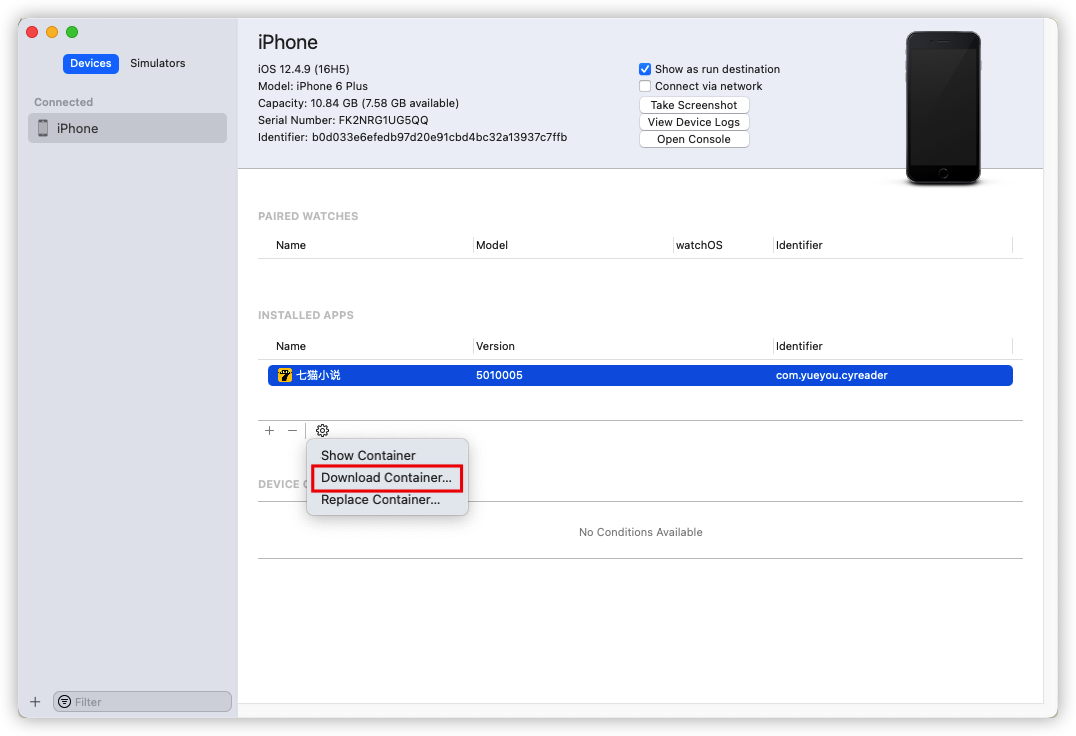 Devices Simulators
Connected
iPhone
iPhone
iOS 12.4.9 (16H5)
Model: iPhone 6 Plus
Capacity: 10.84 GB (7.58 GB available)
Serial Number: FK2NRG1UG5QQ
Identifier: b0d033e6efedb97d20e91cbd4bc32a13937c7ffb
Show as run destination
Connect via network
Take Screenshot
View Device Logs
Open Console
PAIRED WATCHES
Name Model watchOS Identifier
INSTALLED APPS
Name Version Identifier
七猫小说 5010005 com.yueyou.cyreader
Show Container
Download Container...
Replace Container...
DEVICE
No Conditions Available
Filter